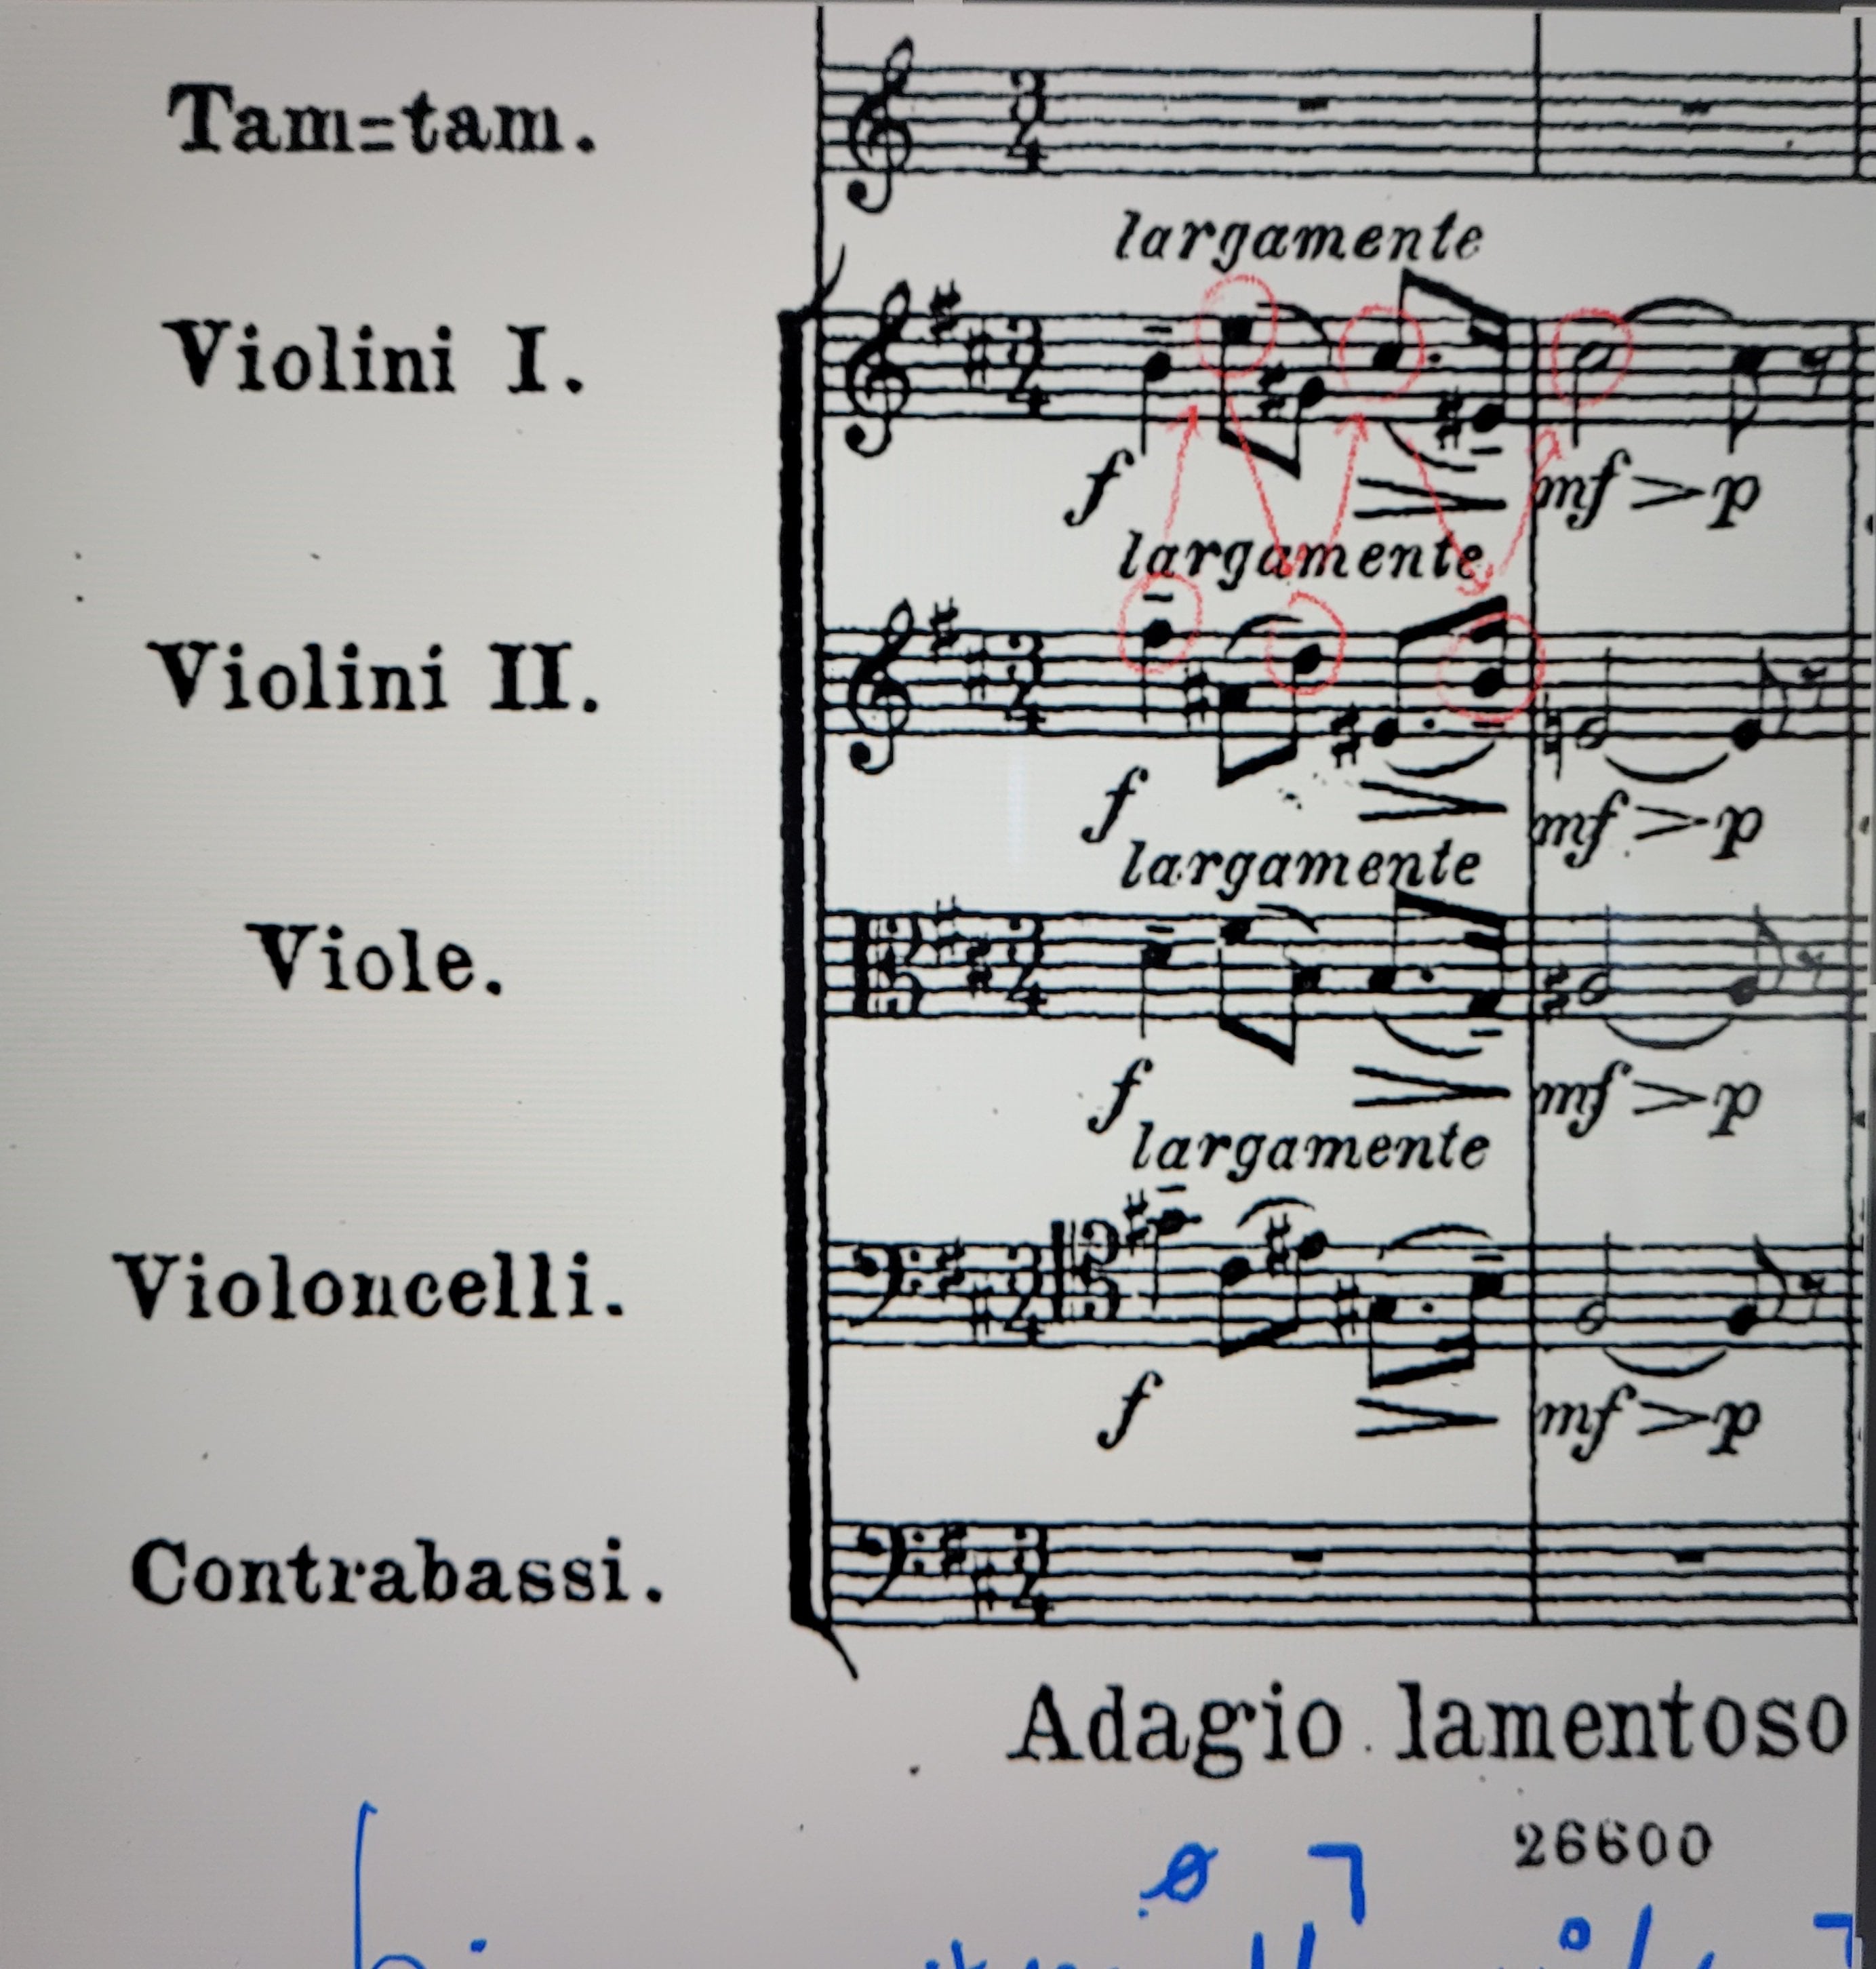 Tam=tam.
largamente
Violini I.
f
mf > p
largamente
Violini II.
f
mf > p
largamente
Viole.
f
mf > p
largamente
Violoncelli.
f
mf > p
Contrabassi.
Adagio lamentoso
26600